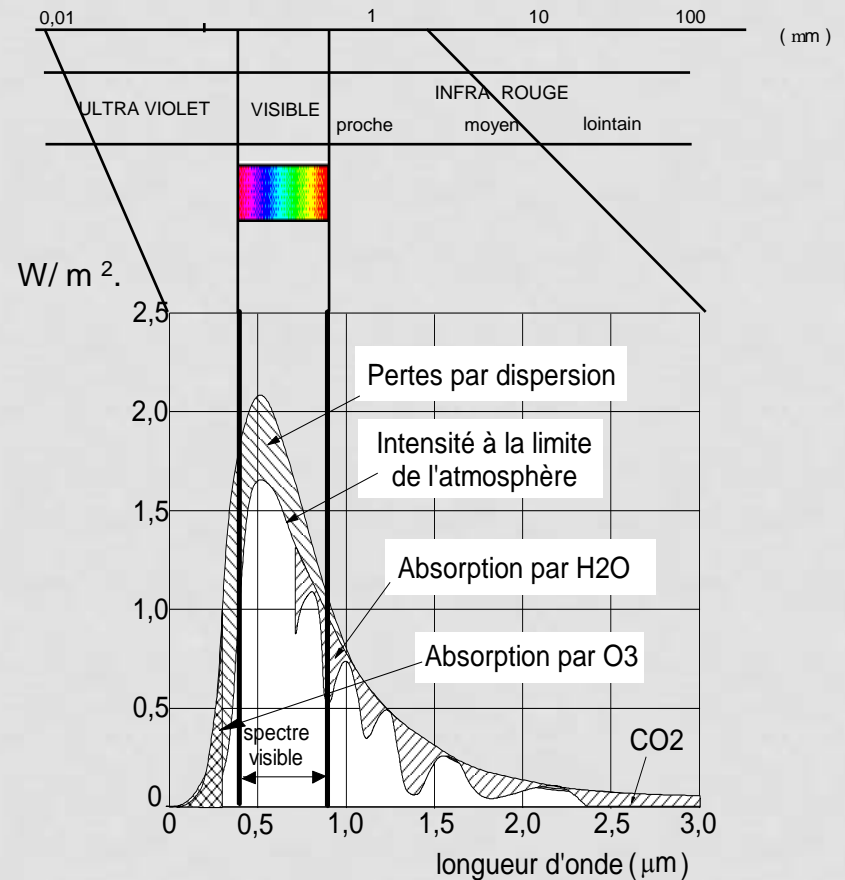 0,01 1 10 100
( mm )
ULTRA VIOLET VISIBLE INFRA ROUGE
proche moyen lointain
W/ m ².
2,5
2,0
1,5
1,0
0,5
0
Pertes par dispersion
Intensité à la limite
de l'atmosphère
Absorption par H2O
Absorption par O3
spectre
visible
CO2
0 0,5 1,0 1,5 2,0 2,5 3,0
longueur d'onde (μm)